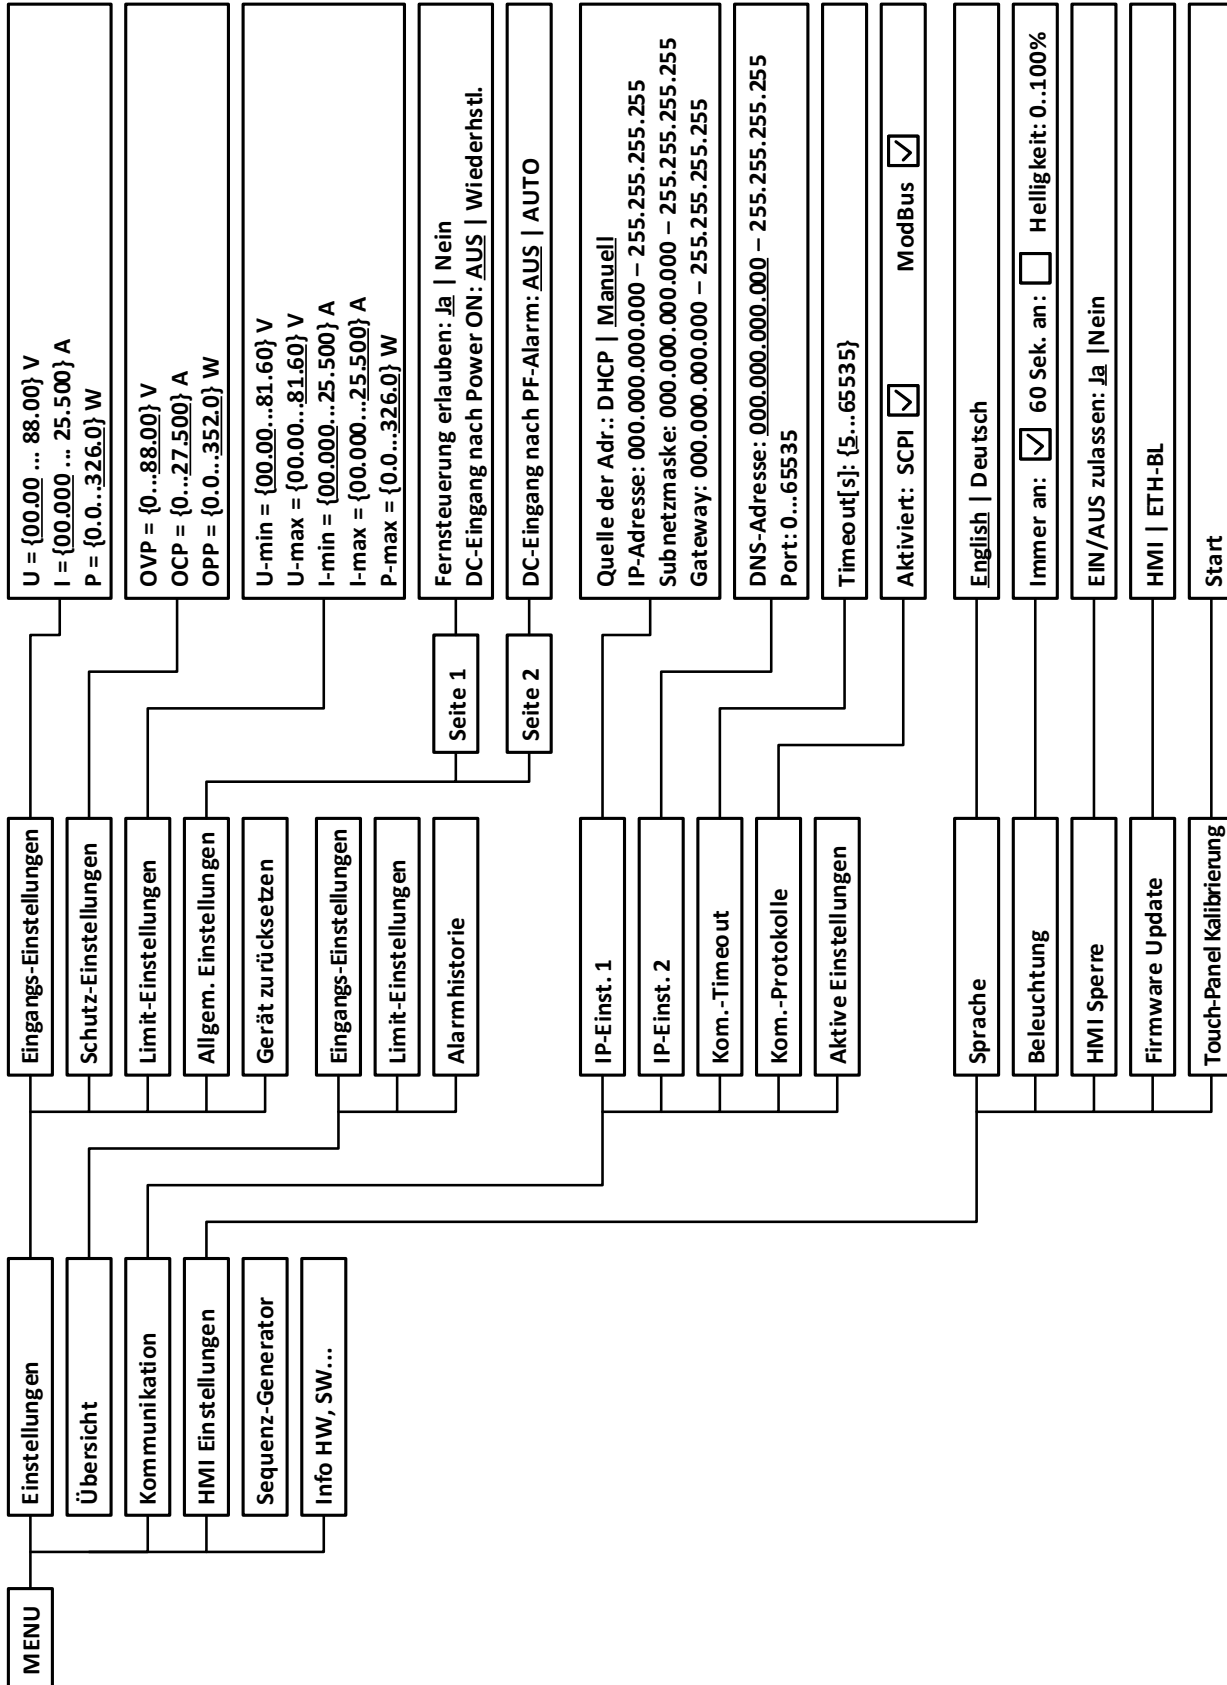 MENU
Einstellungen
Übersicht
Kommunikation
HMI Einstellungen
Sequenz-Generator
Info HW, SW...
Eingangs-Einstellungen
Schutz-Einstellungen
Limit-Einstellungen
Allgem. Einstellungen
Gerät zurücksetzen
Eingangs-Einstellungen
Limit-Einstellungen
Alarmhistorie
IP-Einst. 1
IP-Einst. 2
Kom.-Timeout
Kom.-Protokolle
Aktive Einstellungen
Sprache
Beleuchtung
HMI Sperre
Firmware Update
Touch-Panel Kalibrierung
Seite 1
Seite 2
U = {00.00 ... 88.00} V
I = {00.000 ... 25.500} A
P = {0.0...326.0} W
OVP = {0...88.00} V
OCP = {0...27.500} A
OPP = {0.0...352.0} W
U-min = {00.00...81.60} V
U-max = {00.00...81.60} V
I-min = {00.000...25.500} A
I-max = {00.000...25.500} A
P-max = {0.0...326.0} W
Fernsteuerung erlauben: Ja | Nein
DC-Eingang nach Power ON: AUS | Wiederhstl.
DC-Eingang nach PF-Alarm: AUS | AUTO
Quelle der Adr.: DHCP | Manuell
IP-Adresse: 000.000.000.000 – 255.255.255.255
Subnetzmaske: 000.000.000.000 – 255.255.255.255
Gateway: 000.000.000.000 – 255.255.255.255
DNS-Adresse: 000.000.000.000 – 255.255.255.255
Port: 0...65535
Timeout[s]: {5...65535}
Aktiviert: SCPI ModBus
English | Deutsch
Immer an: 60 Sek. an: Helligkeit: 0..100%
EIN/AUS zulassen: Ja |Nein
HMI | ETH-BL
Start